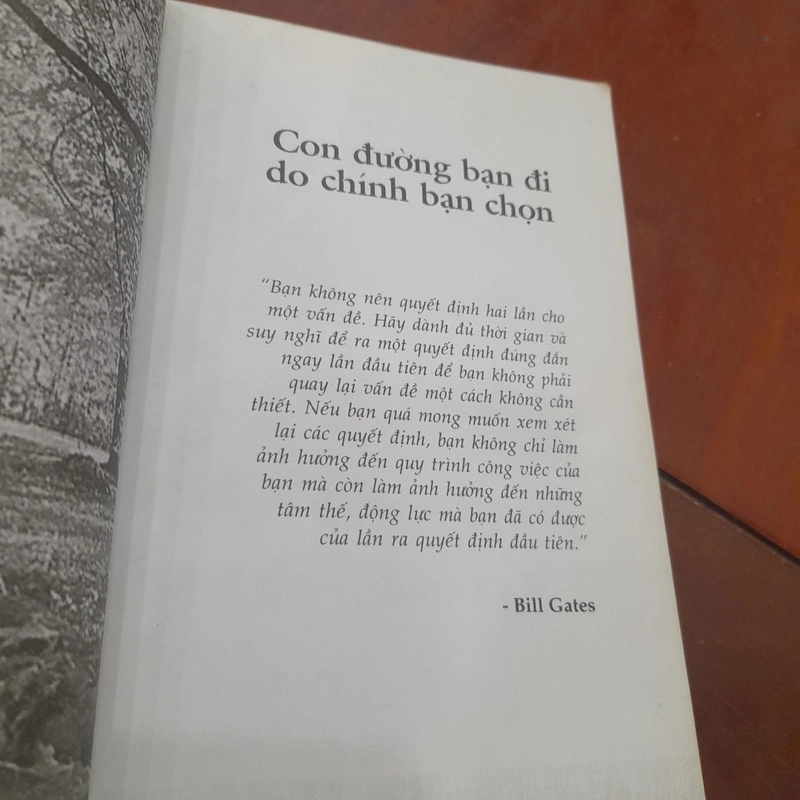 Con đường bạn đi
do chính bạn chọn
“Bạn không nên quyết định hai lần cho
một vấn đề. Hãy dành đủ thời gian và
suy nghĩ để ra một quyết định đúng đắn
ngay lần đầu tiên để bạn không phải
quay lại vấn đề một cách không cần
thiết. Nếu bạn quá mong muốn xem xét
lại các quyết định, bạn không chỉ làm
ảnh hưởng đến quy trình công việc của
bạn mà còn làm ảnh hưởng đến những
tâm thế, động lực mà bạn đã có được
của lần ra quyết định đầu tiên.”
- Bill Gates